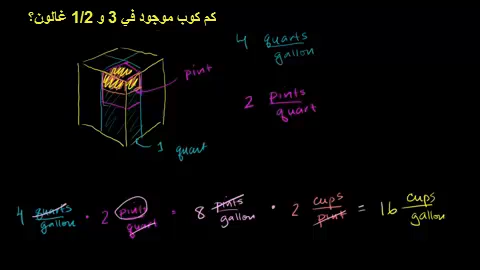 كم كوب موجود في 3 و 1/2 غالون؟
4 quarts/gallon
pint
2 pints/quart
1 quart
4 quarts/gallon · 2 pints/quart = 8 pints/gallon · 2 cups/pint = 16 cups/gallon